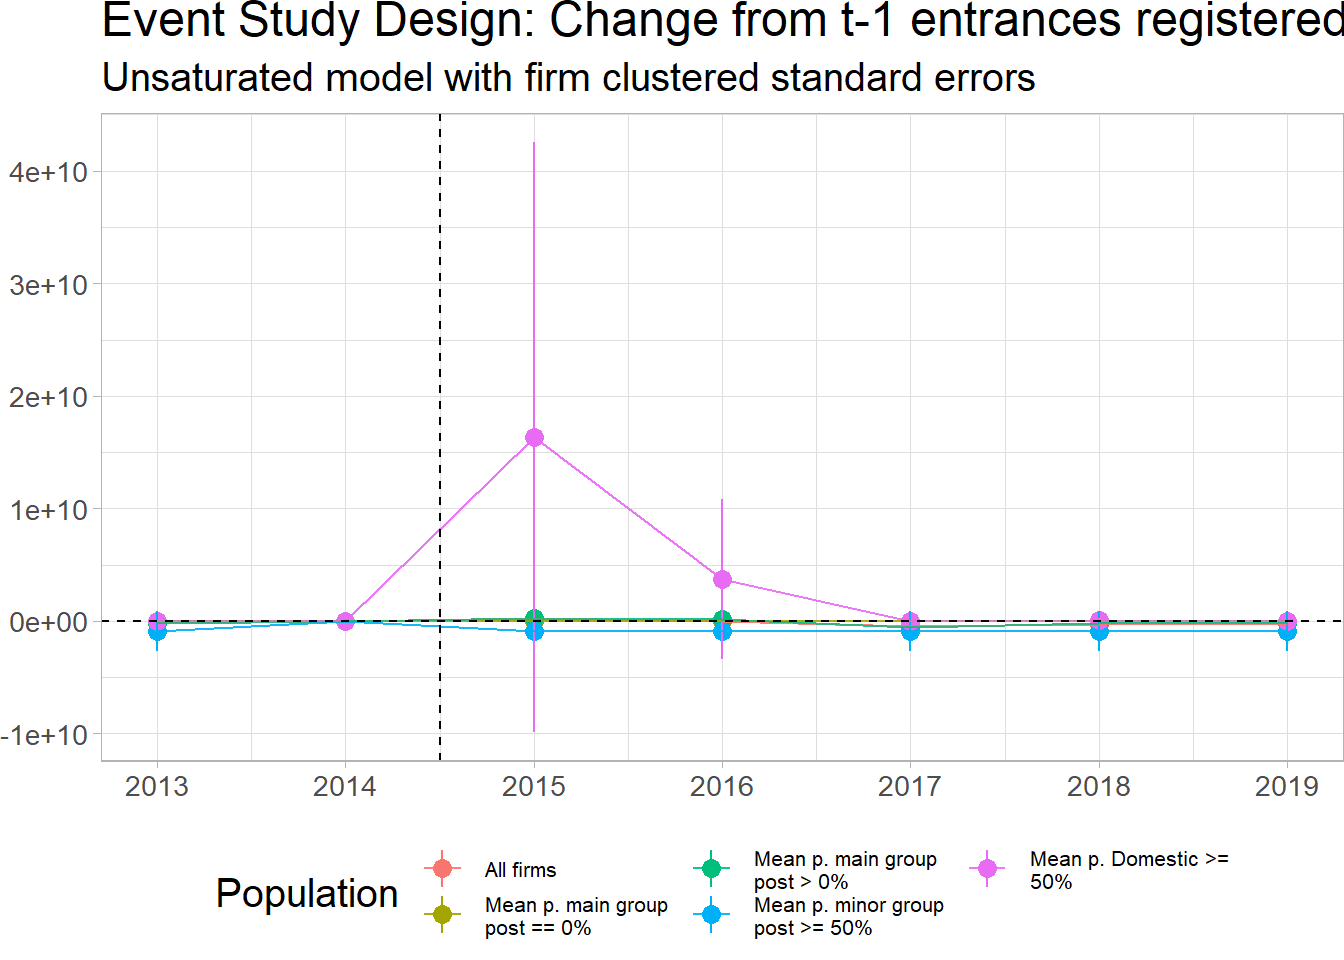 Event Study Design: Change from t-1 entrances registered
Unsaturated model with firm clustered standard errors
4e+10
3e+10
2e+10
1e+10
0e+00
-1e+10
2013 2014 2015 2016 2017 2018 2019
Population
All firms
Mean p. main group
post == 0%
Mean p. main group
post > 0%
Mean p. minor group
post >= 50%
Mean p. Domestic >=
50%